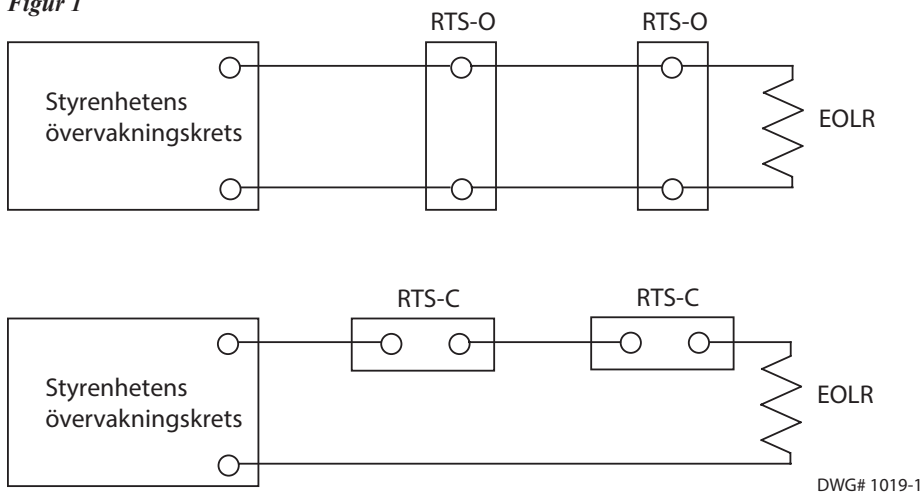 Figur 1
RTS-O
RTS-O
Styrenhetens
övervakningskrets
EOLR
RTS-C
RTS-C
Styrenhetens
övervakningskrets
EOLR
DWG# 1019-1